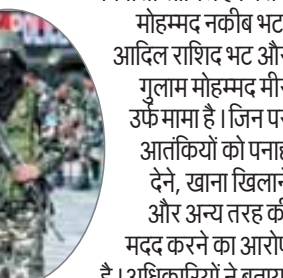 मोहम्मद नकीब भट
आदिल राशिद भट और
गुलाम मोहम्मद मीर
उर्फ मामा है। जिन पर
आतंकियों को पनाह
देने, खाना खिलाने
और अन्य तरह की
मदद करने का आरोप
है। अधिकारियों ने बताया